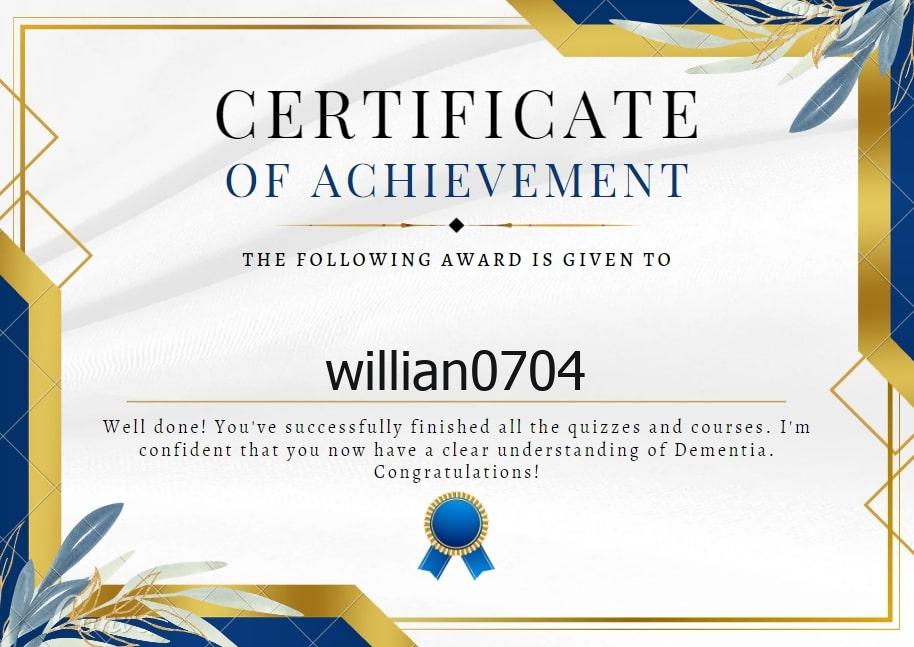 CERTIFICATE
OF ACHIEVEMENT
THE FOLLOWING AWARD IS GIVEN TO
willian0704
Well done! You've successfully finished all the quizzes and courses. I'm
confident that you now have a clear understanding of Dementia.
Congratulations!